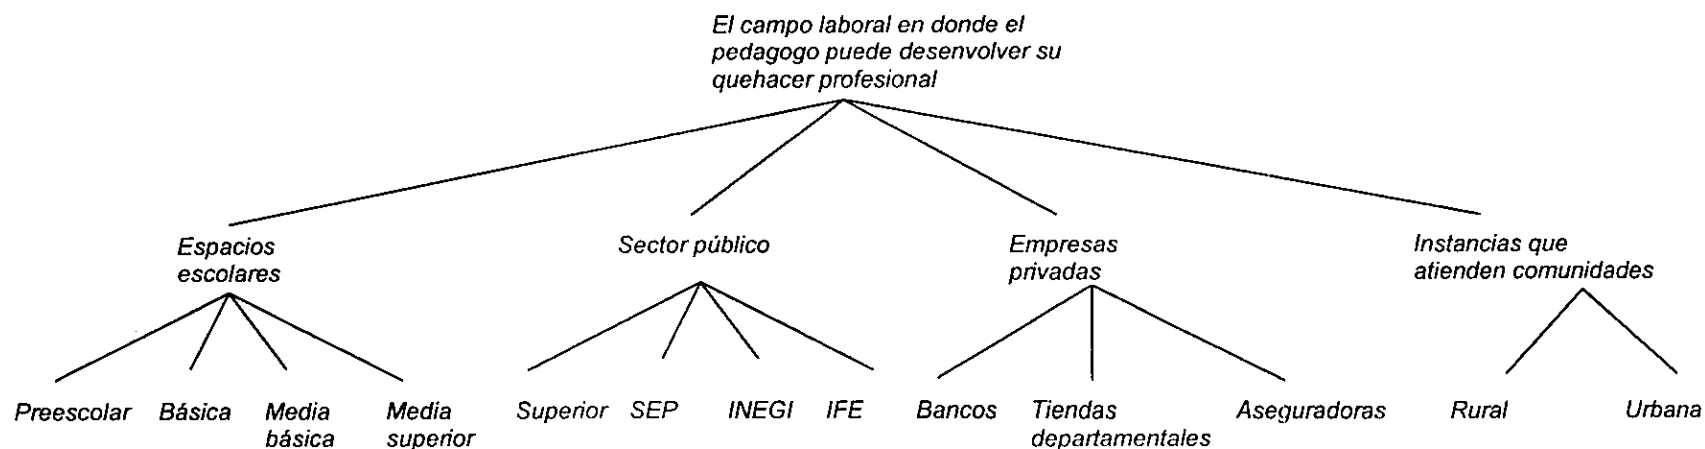 El campo laboral en donde el
pedagogo puede desenvolver su
quehacer profesional
Espacios
escolares
Sector público
Empresas
privadas
Instancias que
atienden comunidades
Preescolar
Básica
Media
básica
Media
superior
Superior
SEP
INEGI
IFE
Bancos
Tiendas
departamentales
Aseguradoras
Rural
Urbana